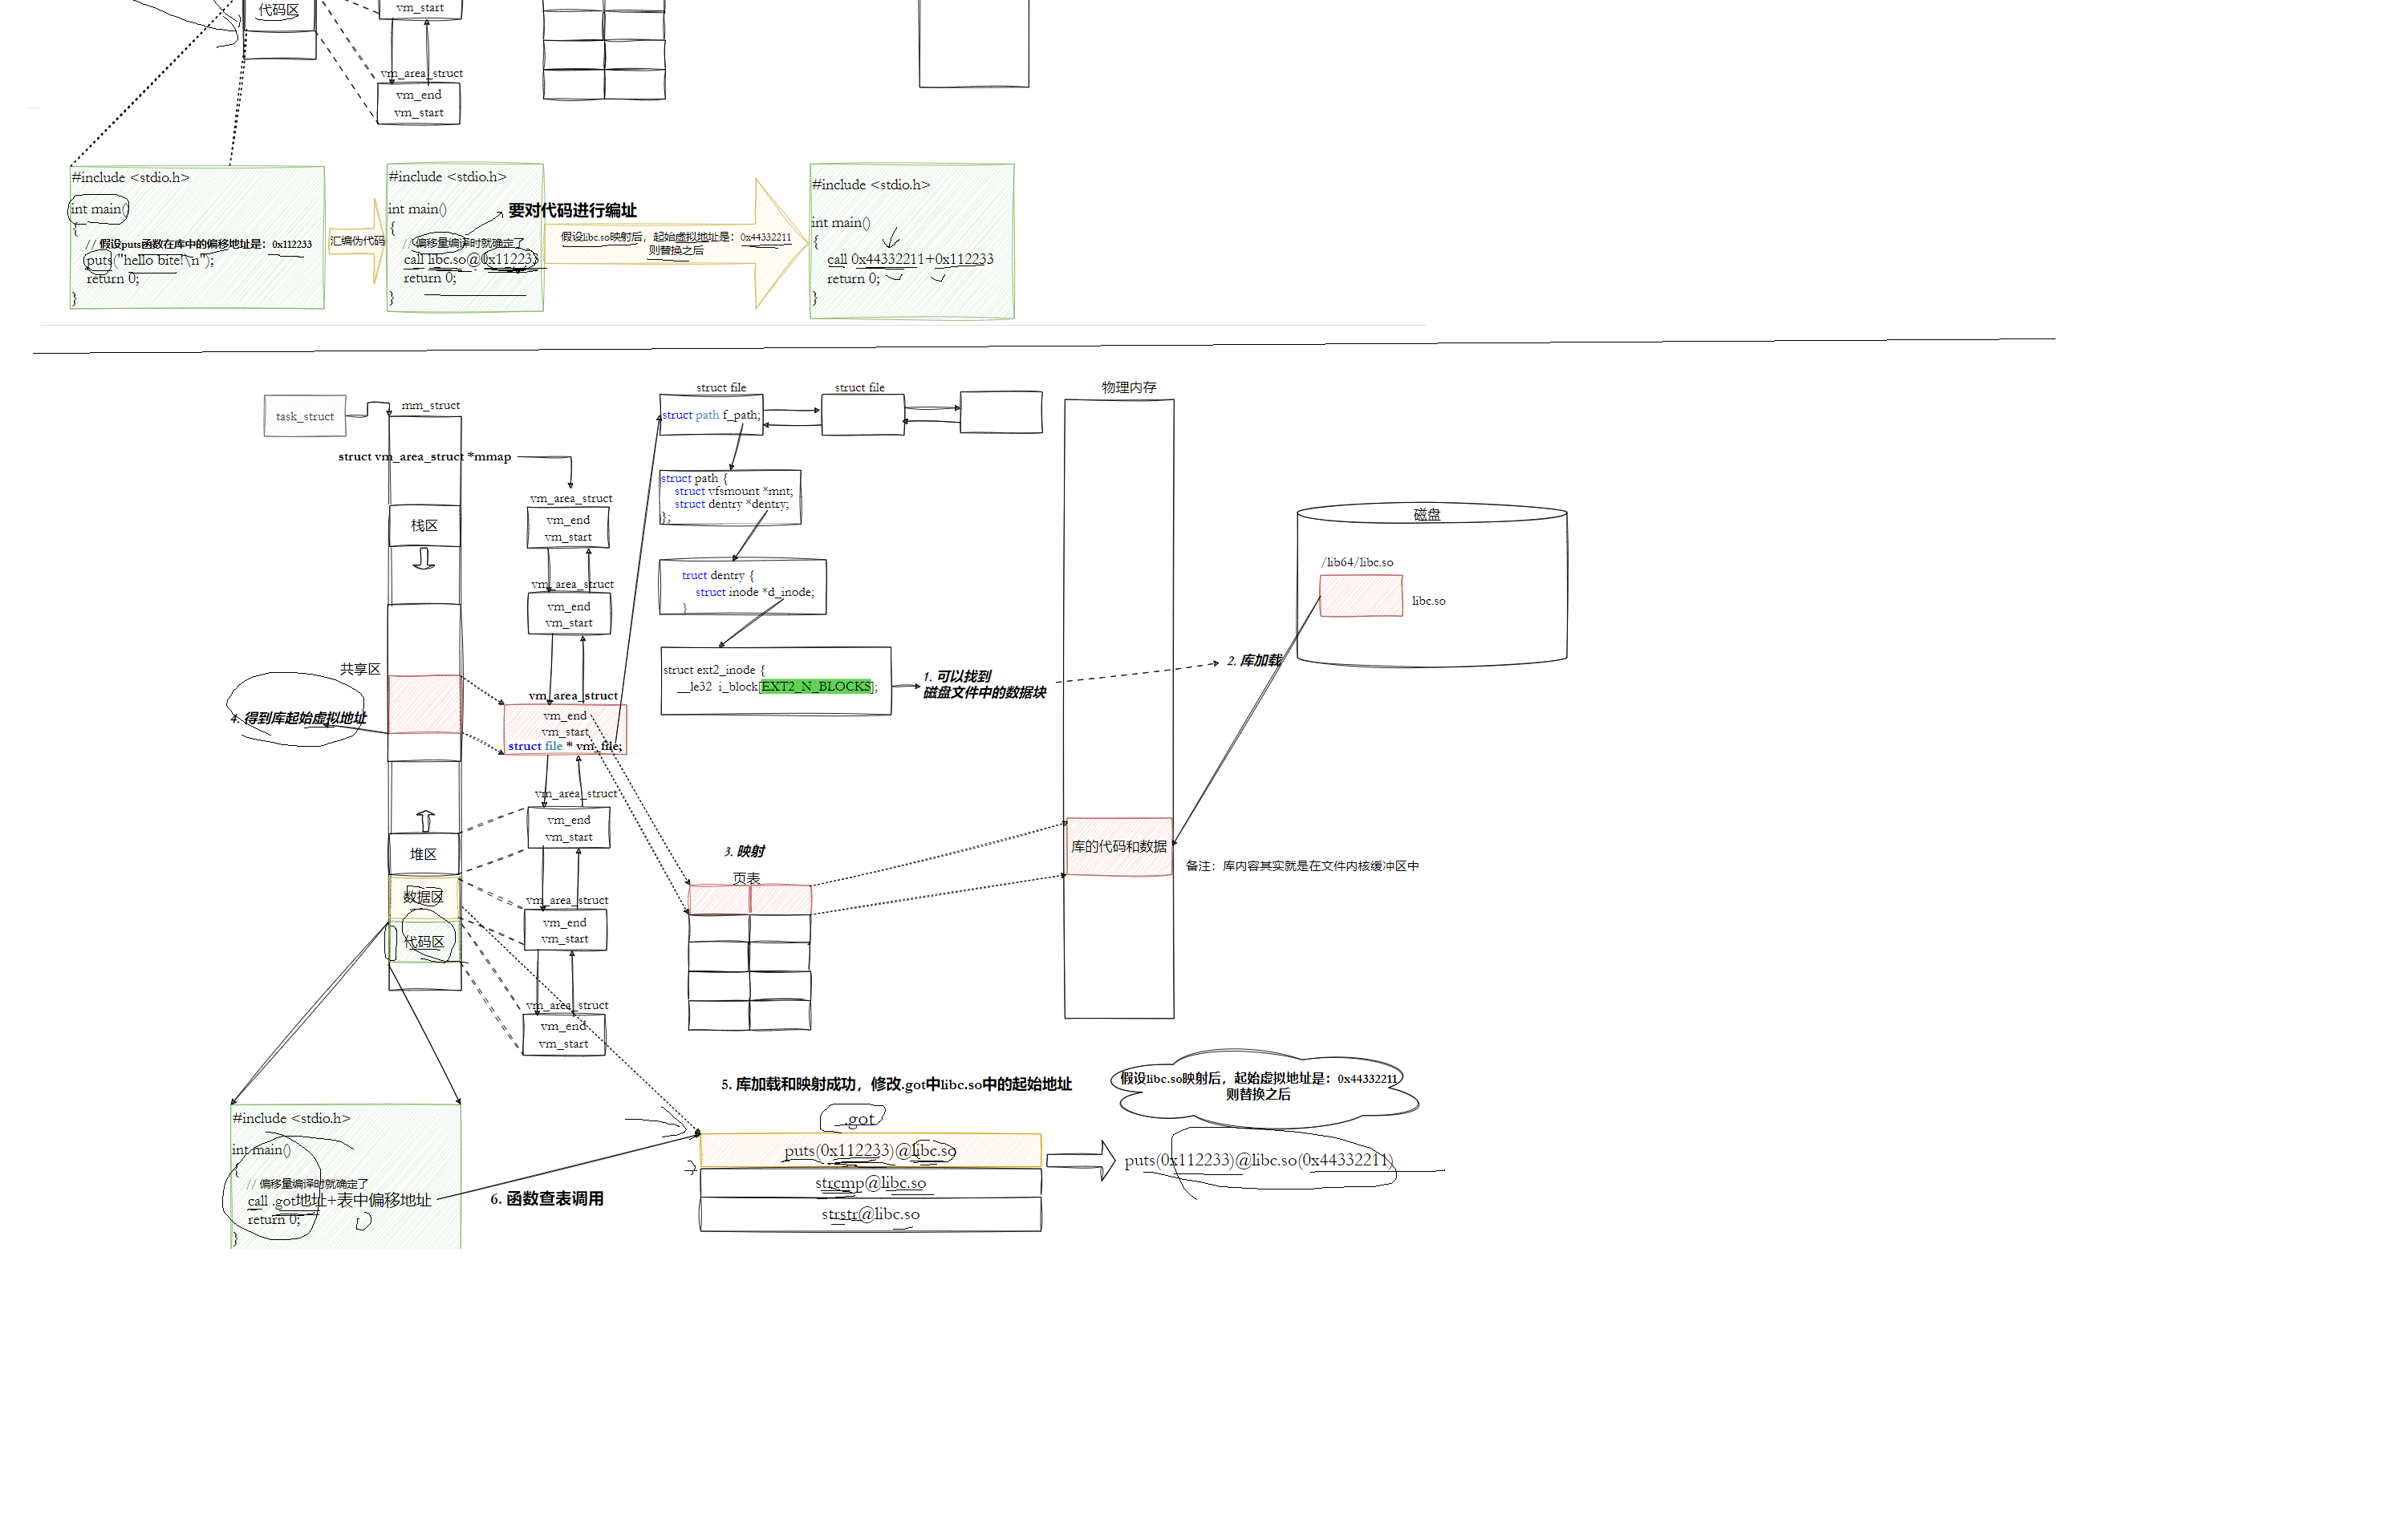 代码区
vm_start
vm_area_struct
vm_end
vm_start
#include <stdio.h>
int main()
{
// 假设puts函数在库中的偏移地址是：0x112233
puts("hello bite!\n");
return 0;
}
汇编伪代码
#include <stdio.h>
int main()
{
// 偏移量编译时就确定了
call libc.so@0x112233
return 0;
}
要对代码进行编址
假设libc.so映射后，起始虚拟地址是：0x44332211
则替换之后
#include <stdio.h>
int main()
{
call 0x44332211+0x112233
return 0;
}
task_struct
mm_struct
struct vm_area_struct *mmap
栈区
共享区
4. 得到库起始虚拟地址
堆区
数据区
代码区
vm_area_struct
vm_end
vm_start
vm_area_struct
vm_end
vm_start
vm_area_struct
vm_end
vm_start
struct file * vm_file;
vm_area_struct
vm_end
vm_start
vm_area_struct
vm_end
vm_start
vm_area_struct
vm_end
vm_start
struct file
struct path f_path;
struct file
struct path {
struct vfsmount *mnt;
struct dentry *dentry;
};
truct dentry {
struct inode *d_inode;
}
struct ext2_inode {
__le32 i_block[EXT2_N_BLOCKS];
1. 可以找到
磁盘文件中的数据块
2. 库加载
3. 映射
页表
物理内存
库的代码和数据
备注：库内容其实就是在文件内核缓冲区中
磁盘
/lib64/libc.so
libc.so
#include <stdio.h>
int main()
{
// 偏移量编译时就确定了
call .got地址+表中偏移地址
return 0;
}
6. 函数查表调用
5. 库加载和映射成功，修改.got中libc.so中的起始地址
.got
puts(0x112233)@libc.so
strcmp@libc.so
strstr@libc.so
假设libc.so映射后，起始虚拟地址是：0x44332211
则替换之后
puts(0x112233)@libc.so(0x44332211)